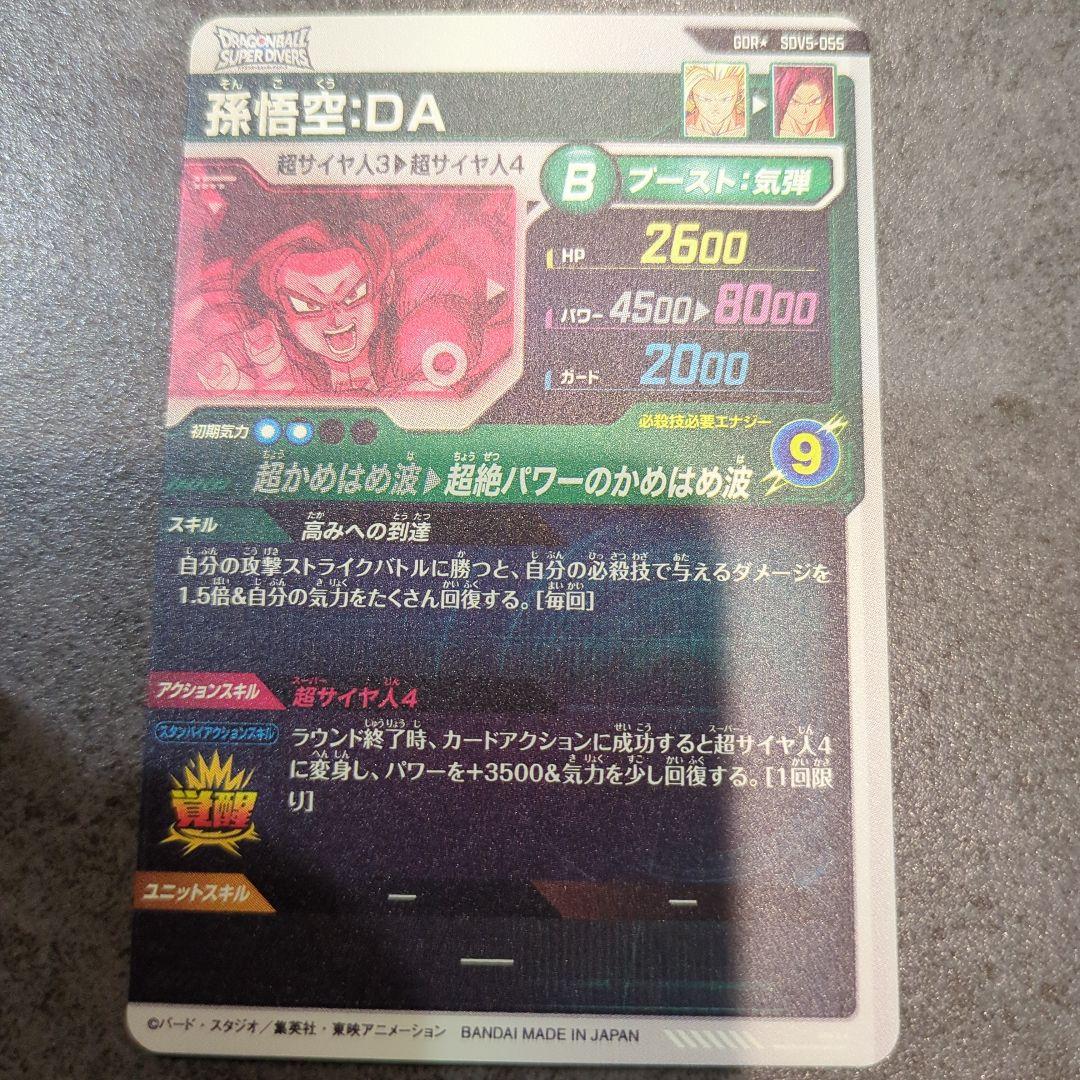 GDR★ SDV5-055
DRAGONBALL
SUPER DIVERS
孫悟空:DA
そんごくう
超サイヤ人3▶超サイヤ人4
B ブースト:気弾
HP 2600
パワー 4500▶8000
ガード 2000
初期気力
必殺技必要エナジー
9
超かめはめ波▶超絶パワーのかめはめ波
スキル 高みへの到達
自分の攻撃ストライクバトルに勝つと、自分の必殺技で与えるダメージを
1.5倍&自分の気力をたくさん回復する。[毎回]
アクションスキル 超サイヤ人4
スタンバイアクションスキル
覚醒
ラウンド終了時、カードアクションに成功すると超サイヤ人4
に変身し、パワーを+3500&気力を少し回復する。[1回限
り]
ユニットスキル — —
—
©バード・スタジオ／集英社・東映アニメーション BANDAI MADE IN JAPAN